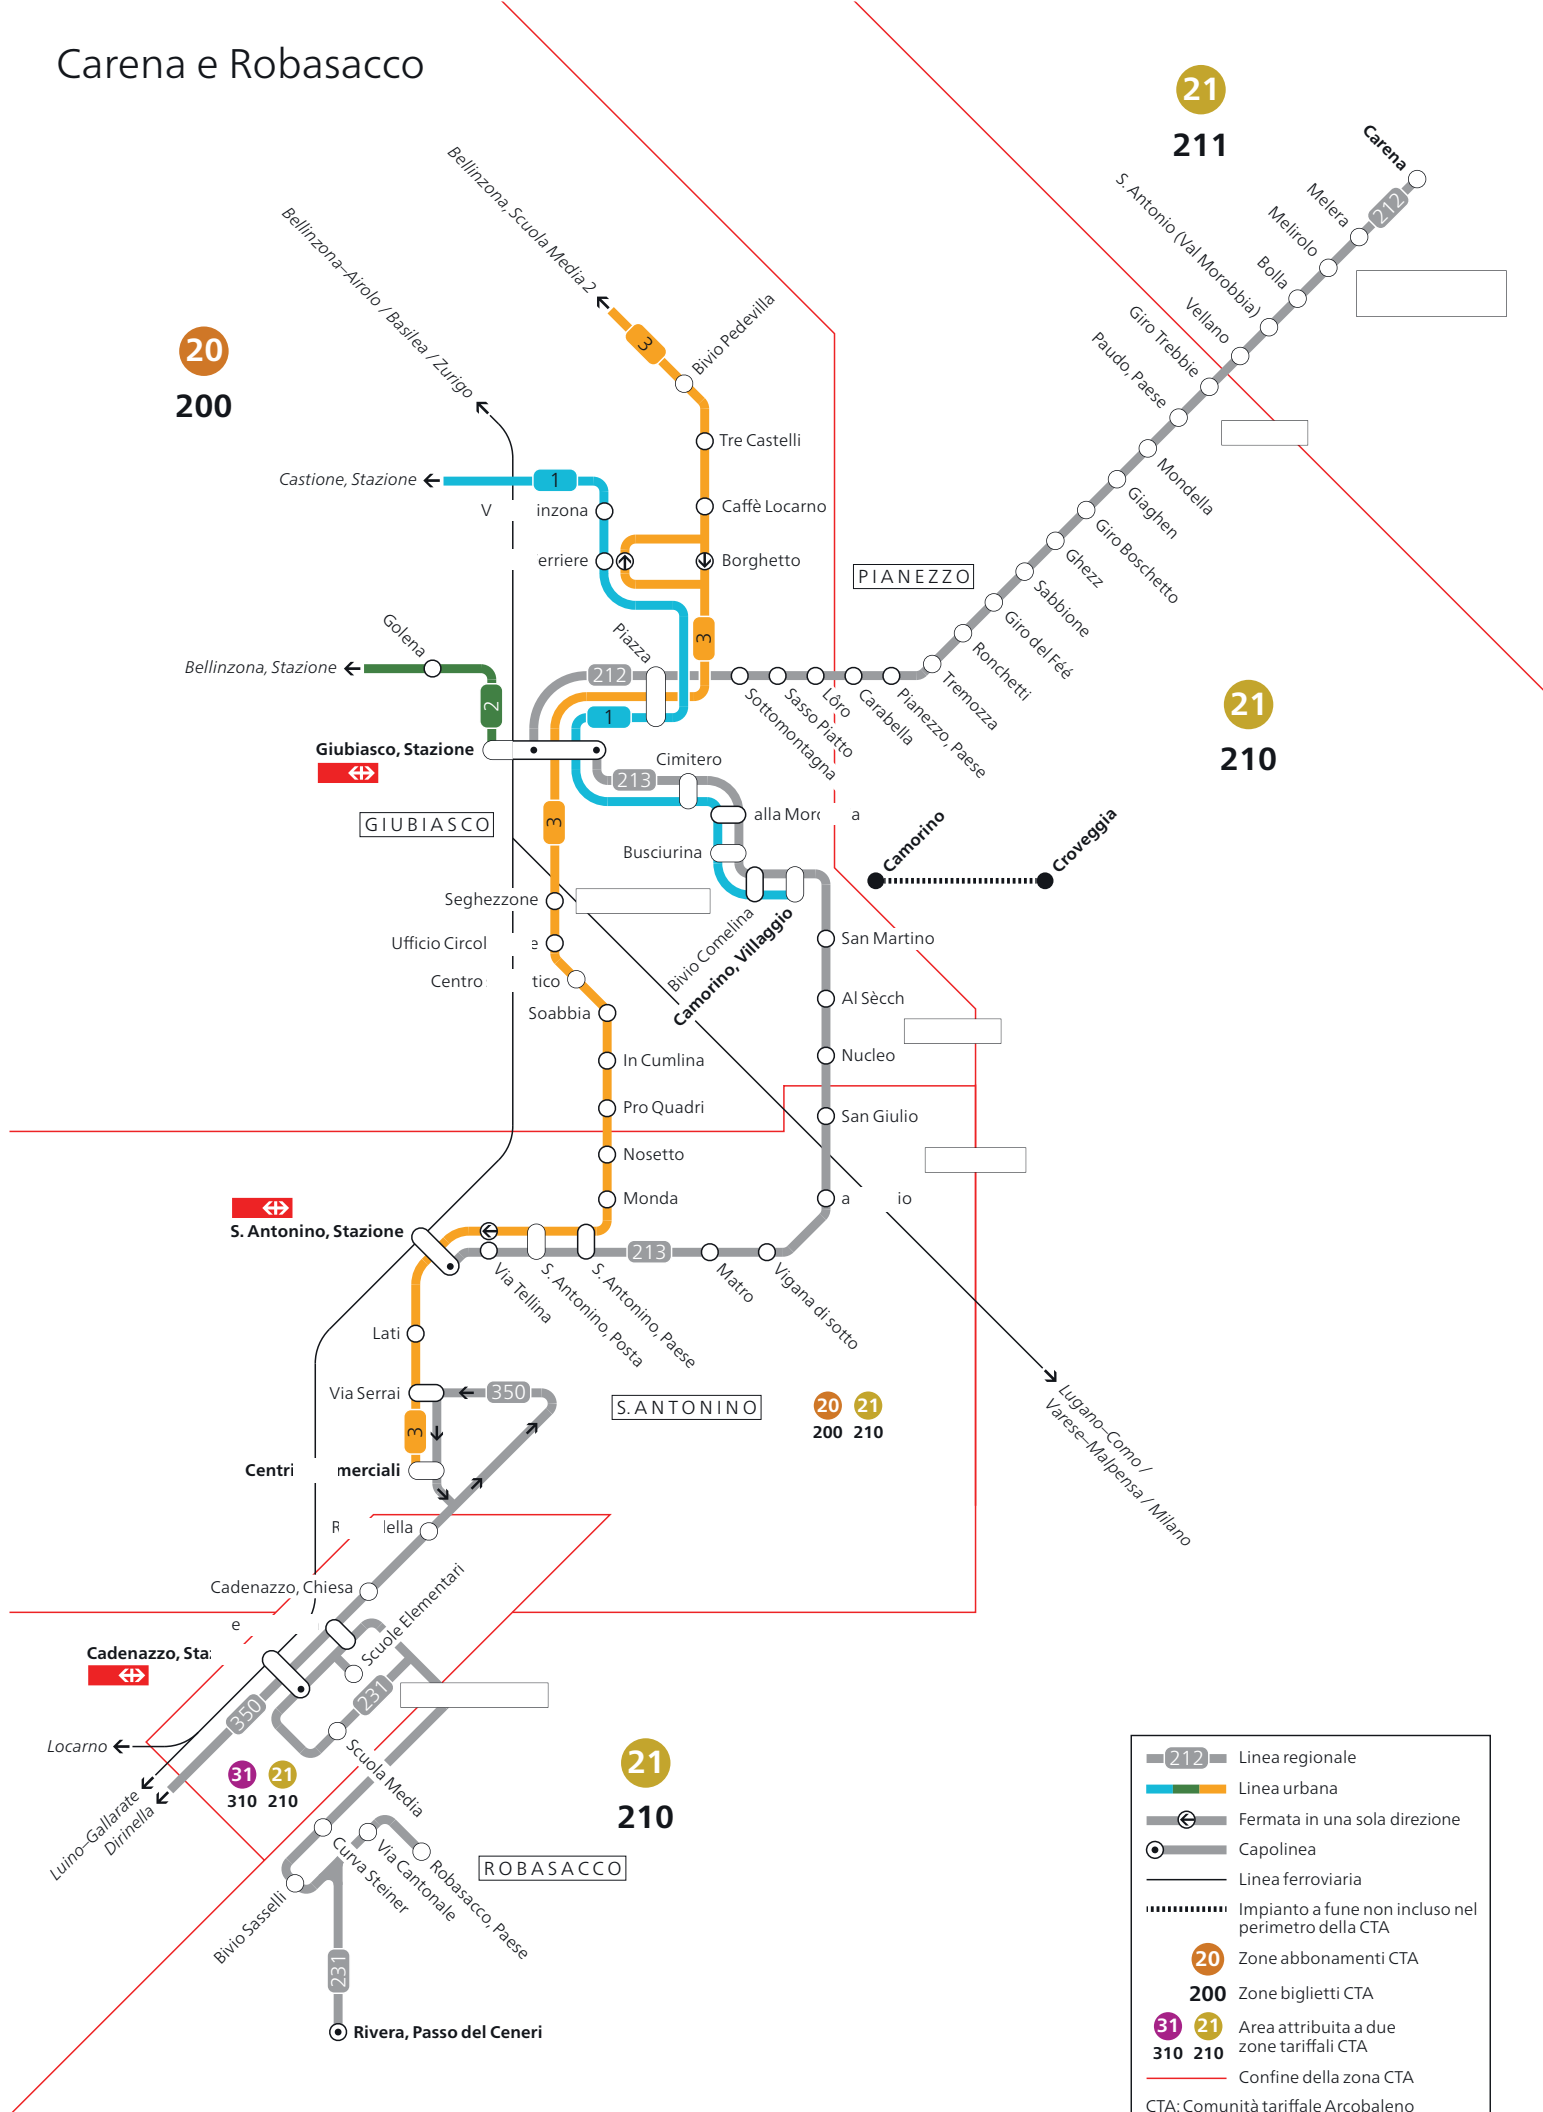 Carena e Robasacco
21
211
Carena
212
Melera
Melirolo
Bolla
S. Antonio (Val Morobbia)
Vellano
Giro Trebbie
Paudo, Paese
Mondella
Giaghen
Giro Boschetto
Ghezz
Sabbione
Giro del Féé
Ronchetti
Tremozza
Pianezzo, Paese
Carabella
Lôro
Sasso Piatto
Sottomontagna
PIANEZZO
Bellinzona, Scuola Media 2
Bellinzona–Airolo / Basilea / Zurigo
3
Bivio Pedevilla
20
200
Tre Castelli
Castione, Stazione
1
Caffè Locarno
V
inzona
erriere
Borghetto
3
Golena
Piazza
Bellinzona, Stazione
212
2
1
21
210
Giubiasco, Stazione
Cimitero
213
GIUBIASCO
3
alla Moro
a
Busciurina
Camorino
Croveggia
Seghezzone
Bivio Comelina
Camorino, Villaggio
Ufficio Circol
e
San Martino
Centro
tico
Al Sècch
Soabbia
In Cumlina
Nucleo
Pro Quadri
San Giulio
Nosetto
Monda
a
io
S. Antonino, Stazione
213
Via Tellina
S. Antonino, Posta
S. Antonino, Paese
Matro
Vigana di sotto
Lati
Via Serrai
350
S.ANTONINO
20 21
200 210
3
Lugano–Como /
Varese–Malpensa / Milano
Centri
merciali
R
ella
Cadenazzo, Chiesa
Scuole Elementari
e
Cadenazzo, Sta
231
350
Locarno
Scuola Media
31 21
310 210
21
210
Luino–Gallarate
Dirinella
Curva Steiner
Via Cantonale
Robasacco, Paese
ROBASACCO
Bivio Sasselli
231
Rivera, Passo del Ceneri
212 Linea regionale
Linea urbana
Fermata in una sola direzione
Capolinea
Linea ferroviaria
Impianto a fune non incluso nel
perimetro della CTA
20 Zone abbonamenti CTA
200 Zone biglietti CTA
31 21 Area attribuita a due
310 210 zone tariffali CTA
Confine della zona CTA
CTA: Comunità tariffale Arcobaleno